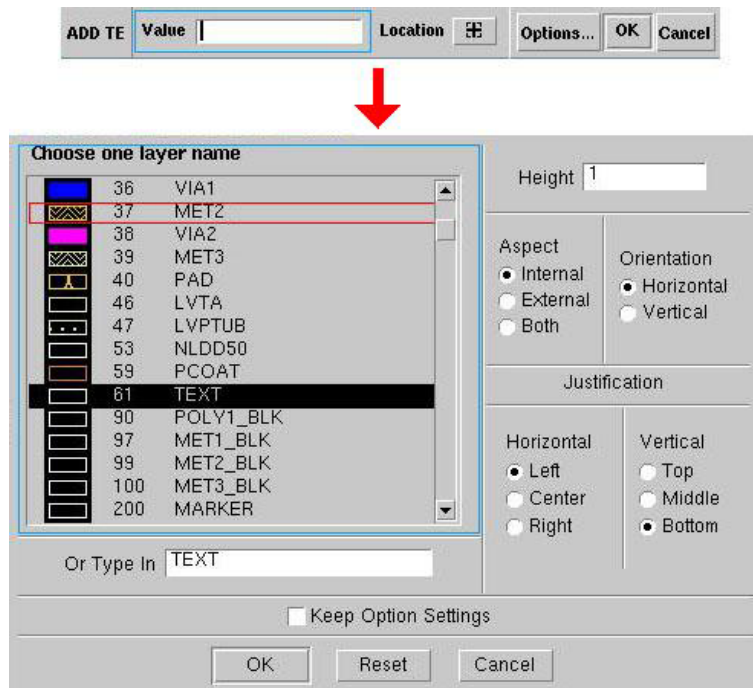 ADD TE Value Location Options... OK Cancel
Choose one layer name
36 VIA1
37 MET2
38 VIA2
39 MET3
40 PAD
46 LVTA
47 LVPTUB
53 NLDD50
59 PCOAT
61 TEXT
90 POLY1_BLK
97 MET1_BLK
99 MET2_BLK
100 MET3_BLK
200 MARKER
Or Type In TEXT
Height 1
Aspect
Internal
External
Both
Orientation
Horizontal
Vertical
Justification
Horizontal
Left
Center
Right
Vertical
Top
Middle
Bottom
Keep Option Settings
OK Reset Cancel